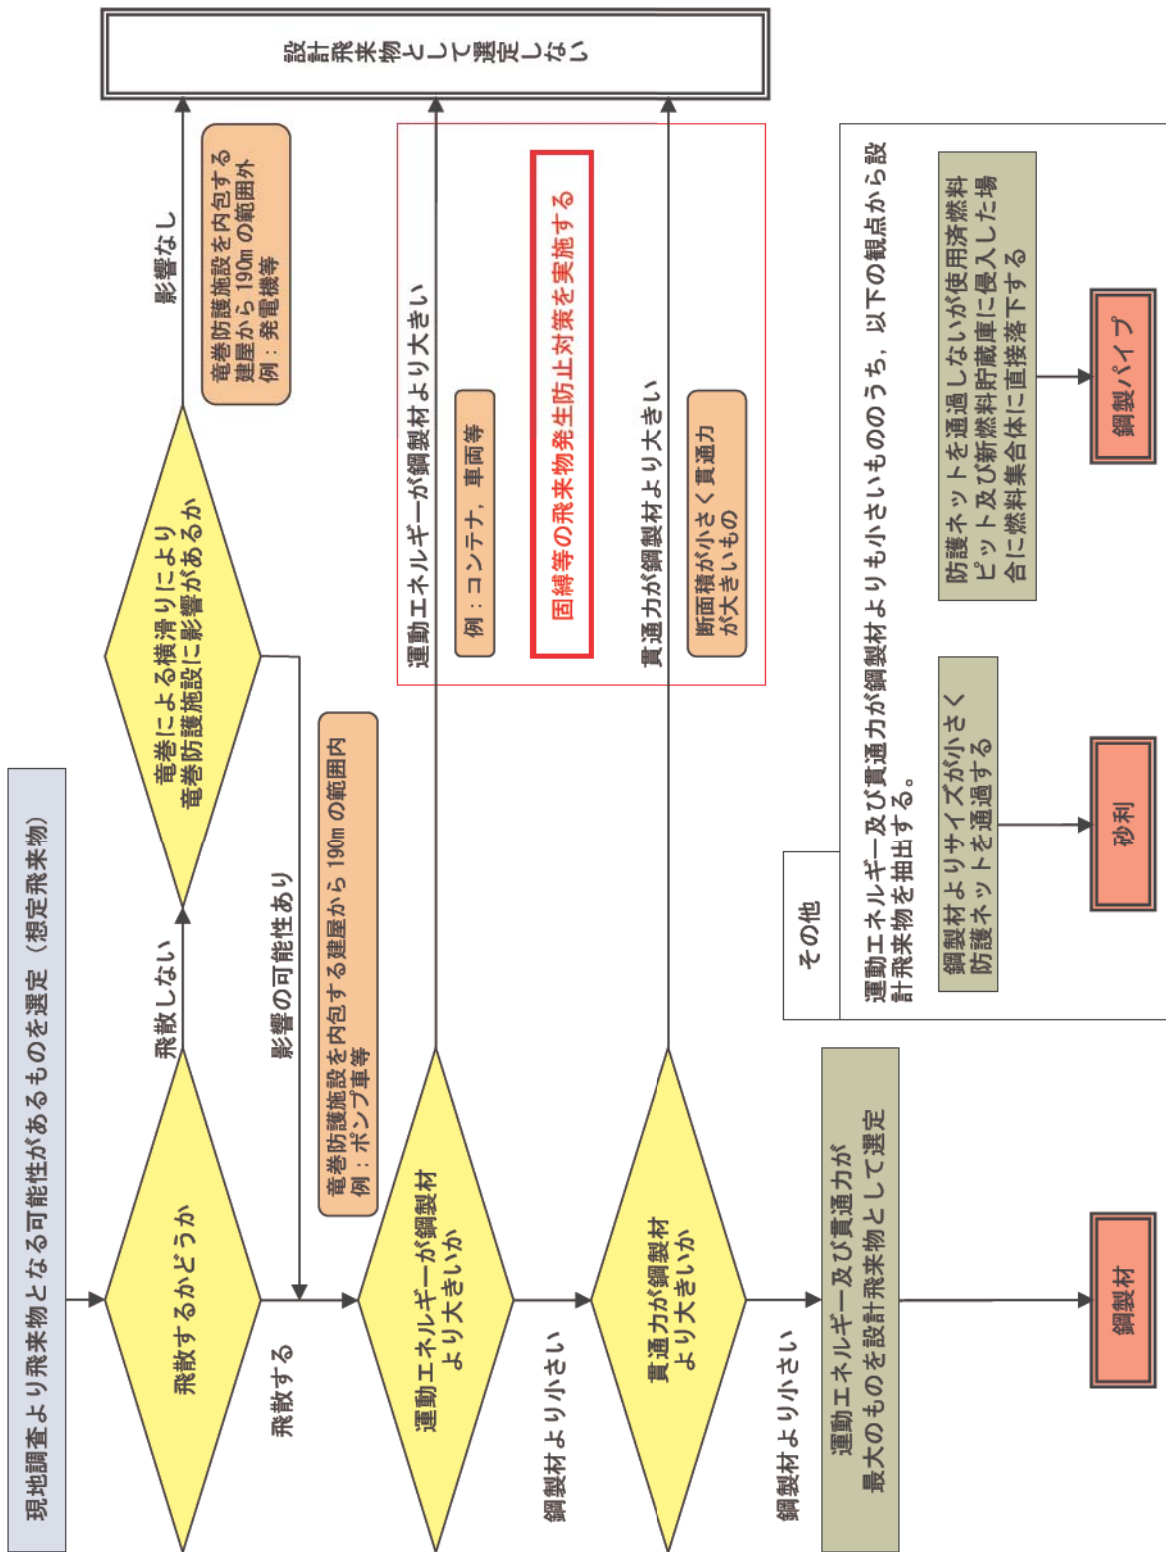 現地調査より飛来物となる可能性があるものを選定（想定飛来物）
飛散するかどうか
飛散しない
竜巻による横滑りにより
竜巻防護施設に影響があるか
影響なし
竜巻防護施設を内包する
建屋から 190m の範囲外
例：発電機等
設計飛来物として選定しない
飛散する
影響の可能性あり
竜巻防護施設を内包する建屋から 190m の範囲内
例：ポンプ車等
運動エネルギーが鋼製材
より大きいか
運動エネルギーが鋼製材より大きい
例：コンテナ，車両等
固縛等の飛来物発生防止対策を実施する
鋼製材より小さい
貫通力が鋼製材
より大きいか
貫通力が鋼製材より大きい
断面積が小さく貫通力
が大きいもの
鋼製材より小さい
運動エネルギー及び貫通力が
最大のものを設計飛来物として選定
鋼製材
その他
運動エネルギー及び貫通力が鋼製材よりも小さいもののうち，以下の観点から設
計飛来物を抽出する。
鋼製材よりサイズが小さく
防護ネットを通過する
砂利
防護ネットを通過しないが使用済燃料
ピット及び新燃料貯蔵庫に侵入した場
合に燃料集合体に直接落下する
鋼製パイプ